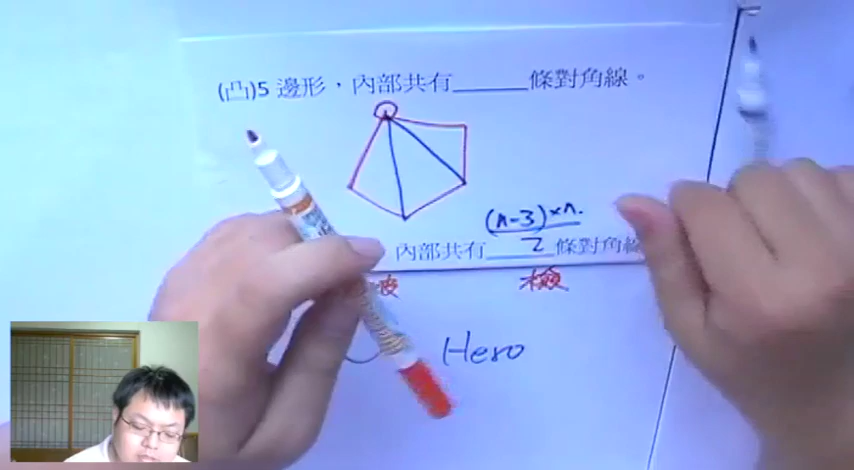 (凸)5 邊形，內部共有______條對角線。
(n-3)×n
2
內部共有______條對角線
檢
Hero